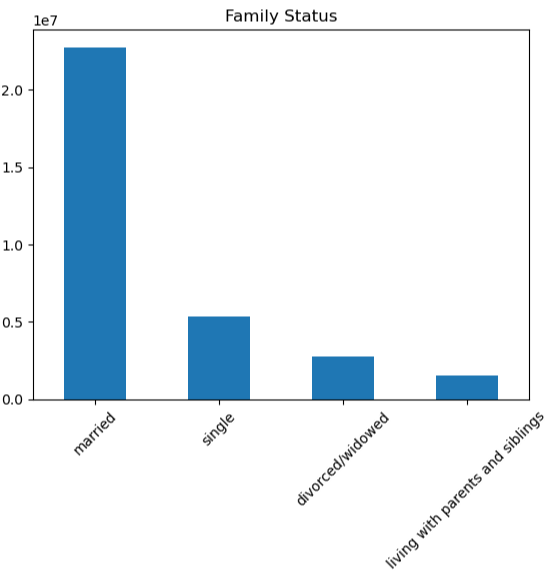 Family Status
1e7
2.0
1.5
1.0
0.5
0.0
married
single
divorced/widowed
living with parents and siblings